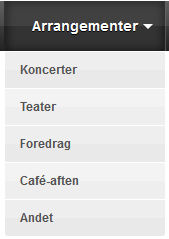 Arrangementer
Koncerter
Teater
Foredrag
Café-aften
Andet